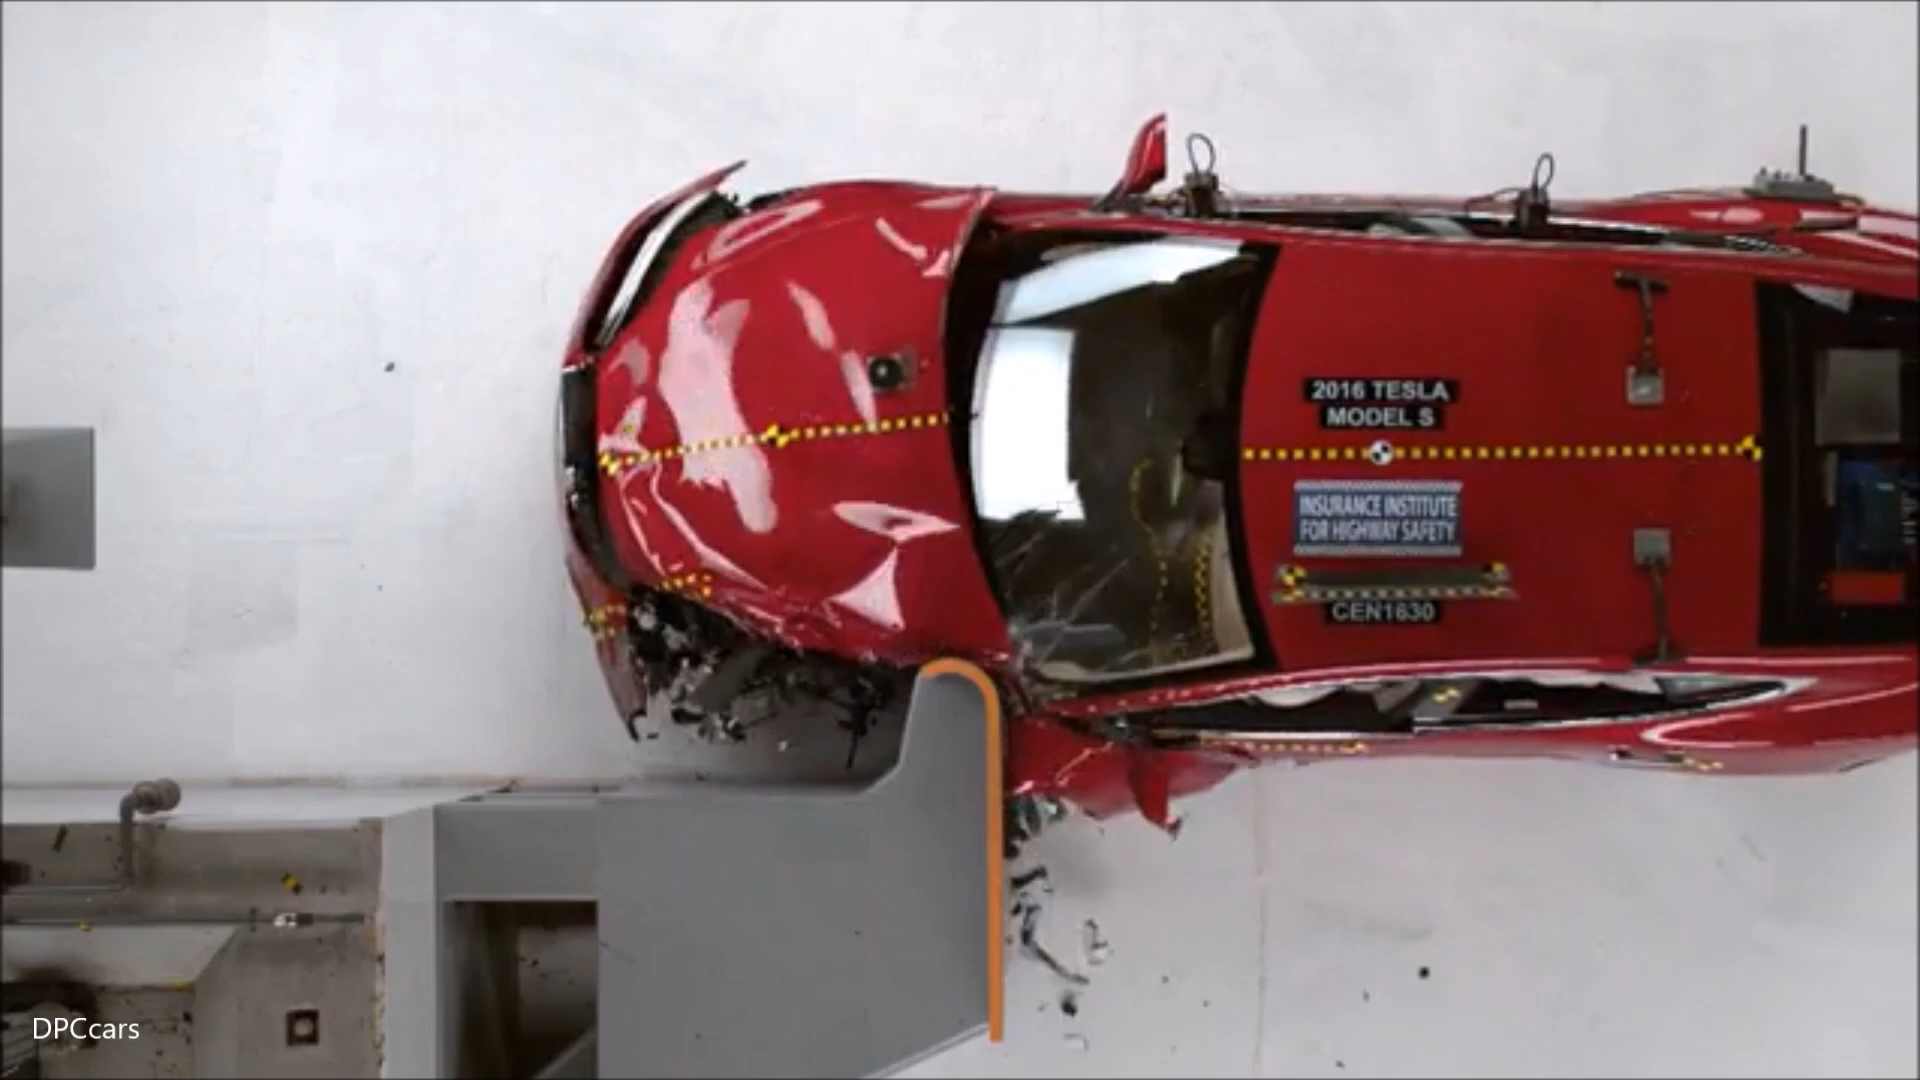 2016 TESLA
MODEL S
INSURANCE INSTITUTE
FOR HIGHWAY SAFETY
CEN1630
DPCcars